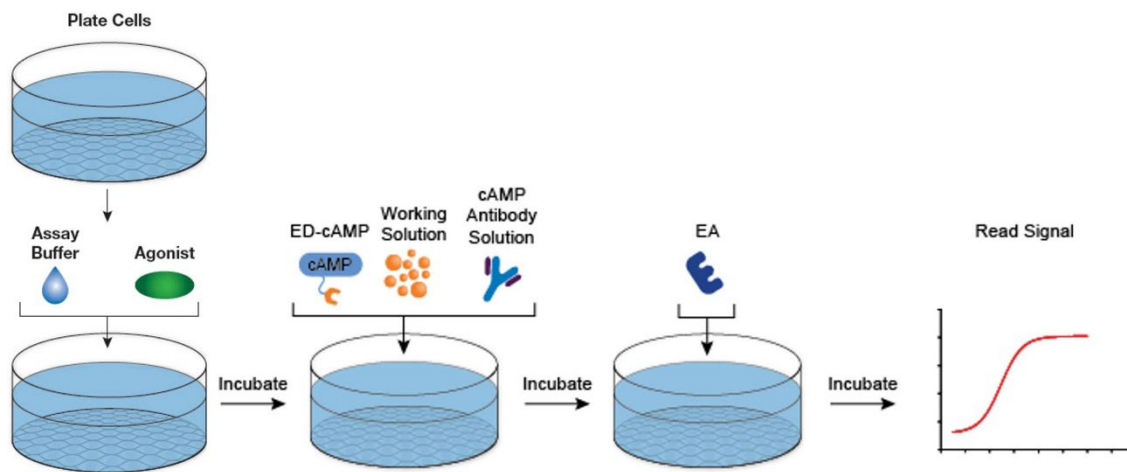 Plate Cells
Assay
Buffer
Agonist
ED-cAMP
cAMP
Working
Solution
cAMP
Antibody
Solution
EA
Read Signal
Incubate
Incubate
Incubate